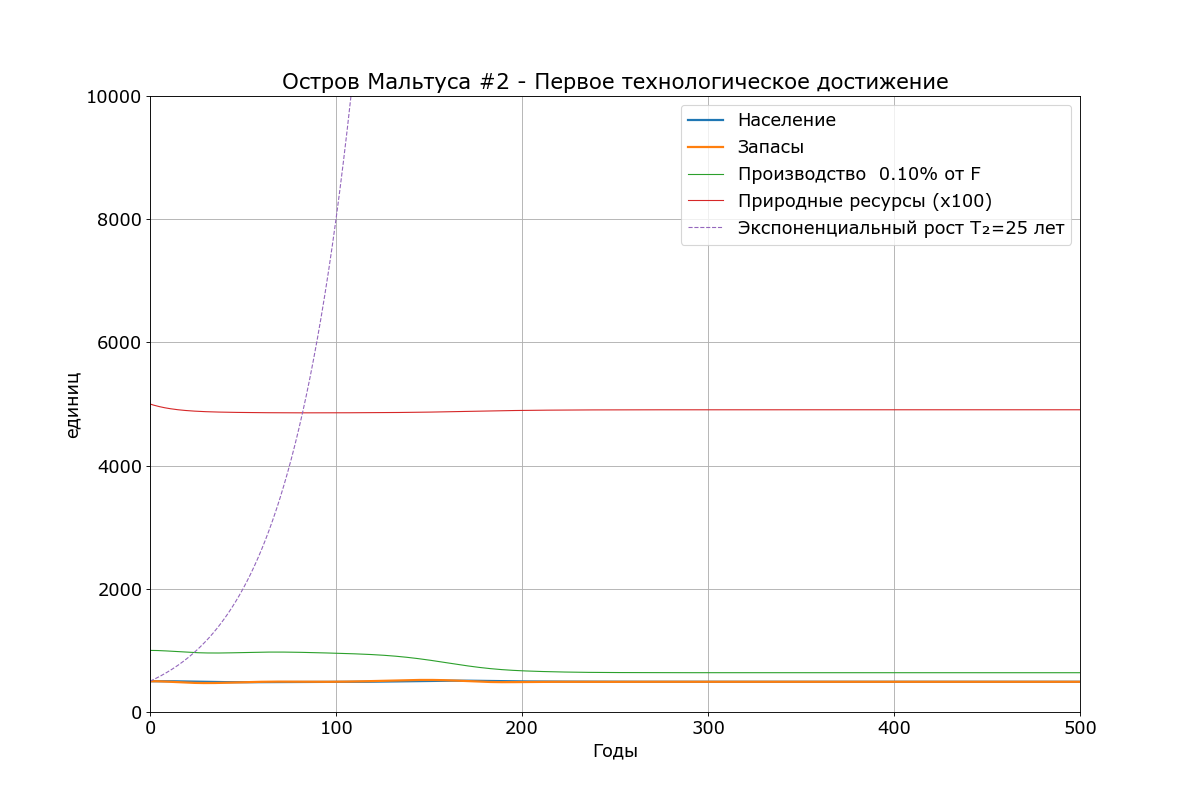 Остров Мальтуса #2 - Первое технологическое достижение
10000
8000
6000
4000
2000
0
единиц
Население
Запасы
Производство  0.10% от F
Природные ресурсы (x100)
Экспоненциальный рост T₂=25 лет
0 100 200 300 400 500
Годы